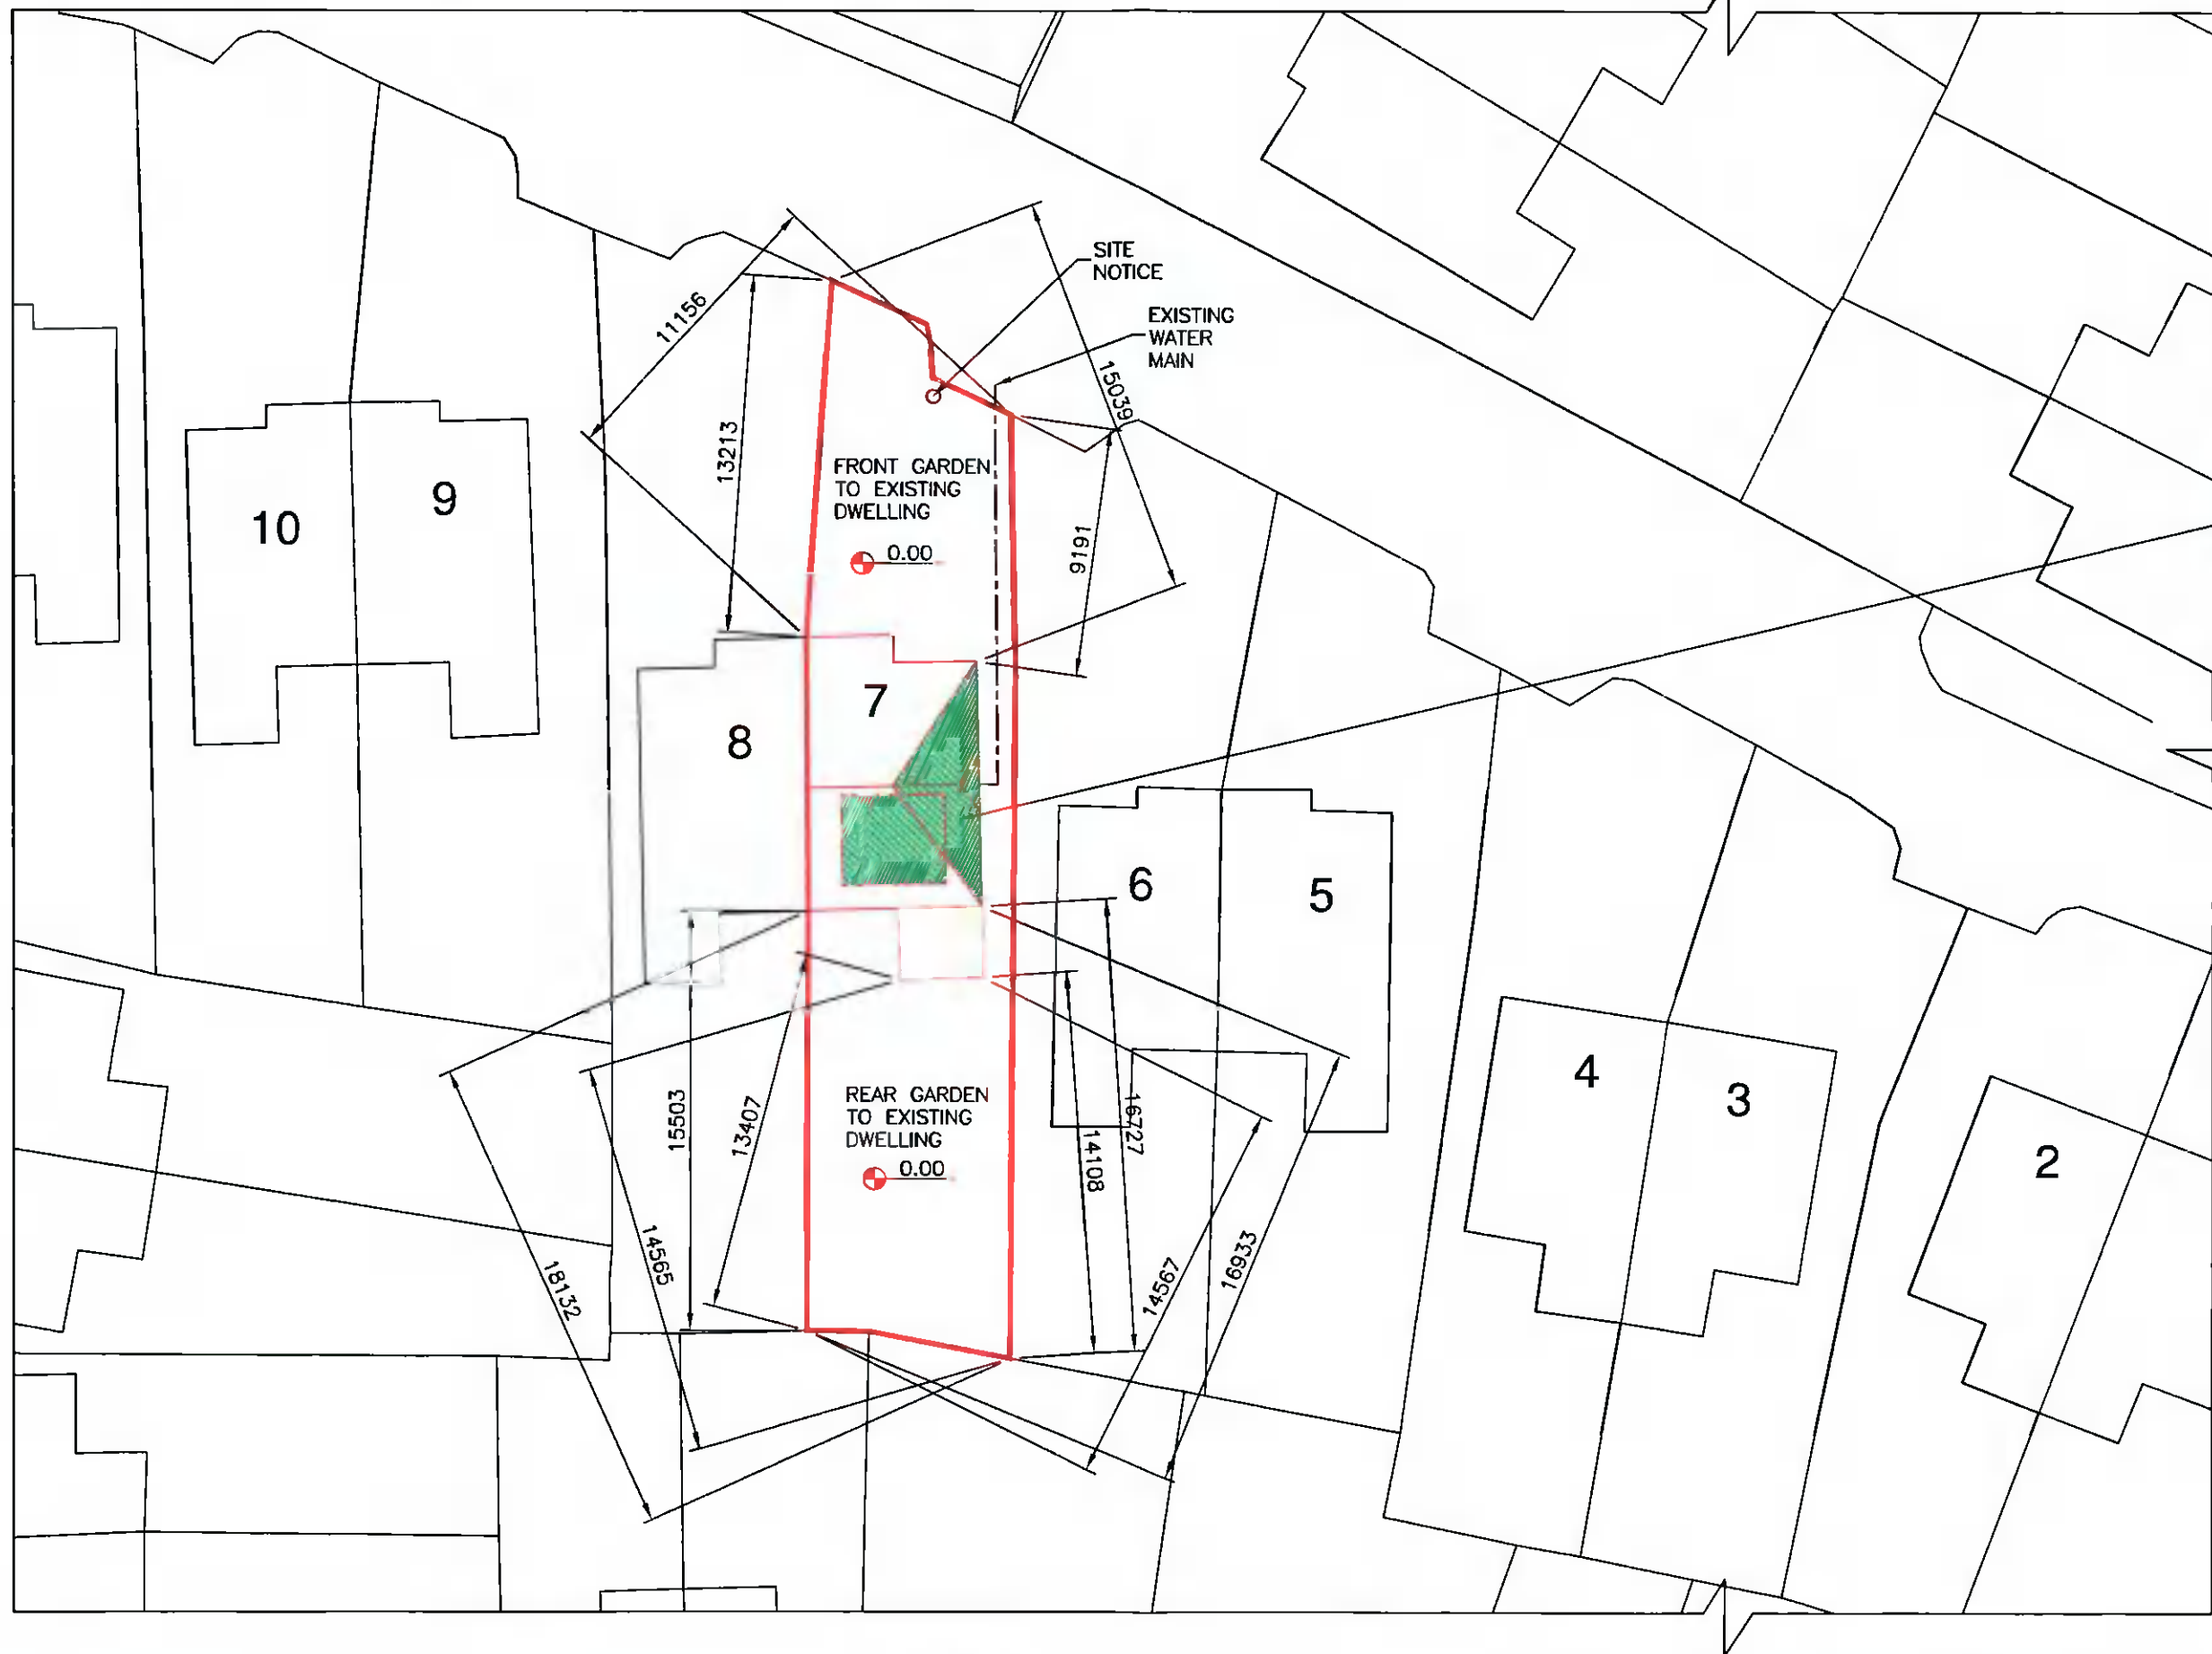 SITE
NOTICE
EXISTING
WATER
MAIN
11156
13213
15039
9191
FRONT GARDEN
TO EXISTING
DWELLING
0.00
10
9
8
7
6
5
4
3
2
REAR GARDEN
TO EXISTING
DWELLING
0.00
15503
13407
14565
18132
16727
14108
14567
16933